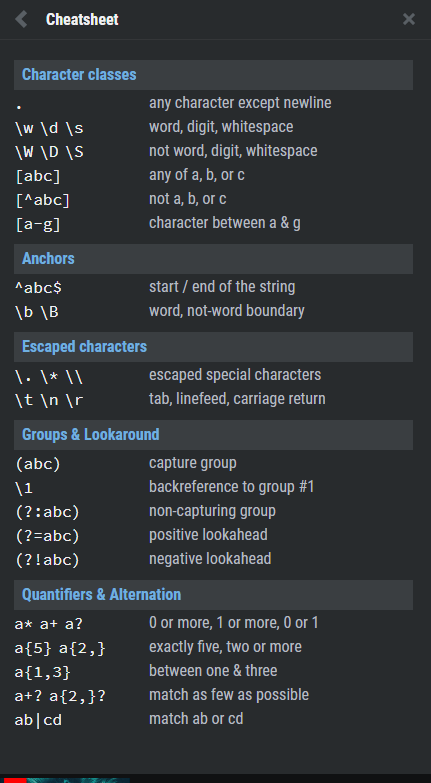 Cheatsheet
Character classes
. any character except newline
\w \d \s word, digit, whitespace
\W \D \S not word, digit, whitespace
[abc] any of a, b, or c
[^abc] not a, b, or c
[a-g] character between a & g
Anchors
^abc$ start / end of the string
\b \B word, not-word boundary
Escaped characters
\. \* \\ escaped special characters
\t \n \r tab, linefeed, carriage return
Groups & Lookaround
(abc) capture group
\1 backreference to group #1
(?:abc) non-capturing group
(?=abc) positive lookahead
(?!abc) negative lookahead
Quantifiers & Alternation
a* a+ a? 0 or more, 1 or more, 0 or 1
a{5} a{2,} exactly five, two or more
a{1,3} between one & three
a+? a{2,}? match as few as possible
ab|cd match ab or cd